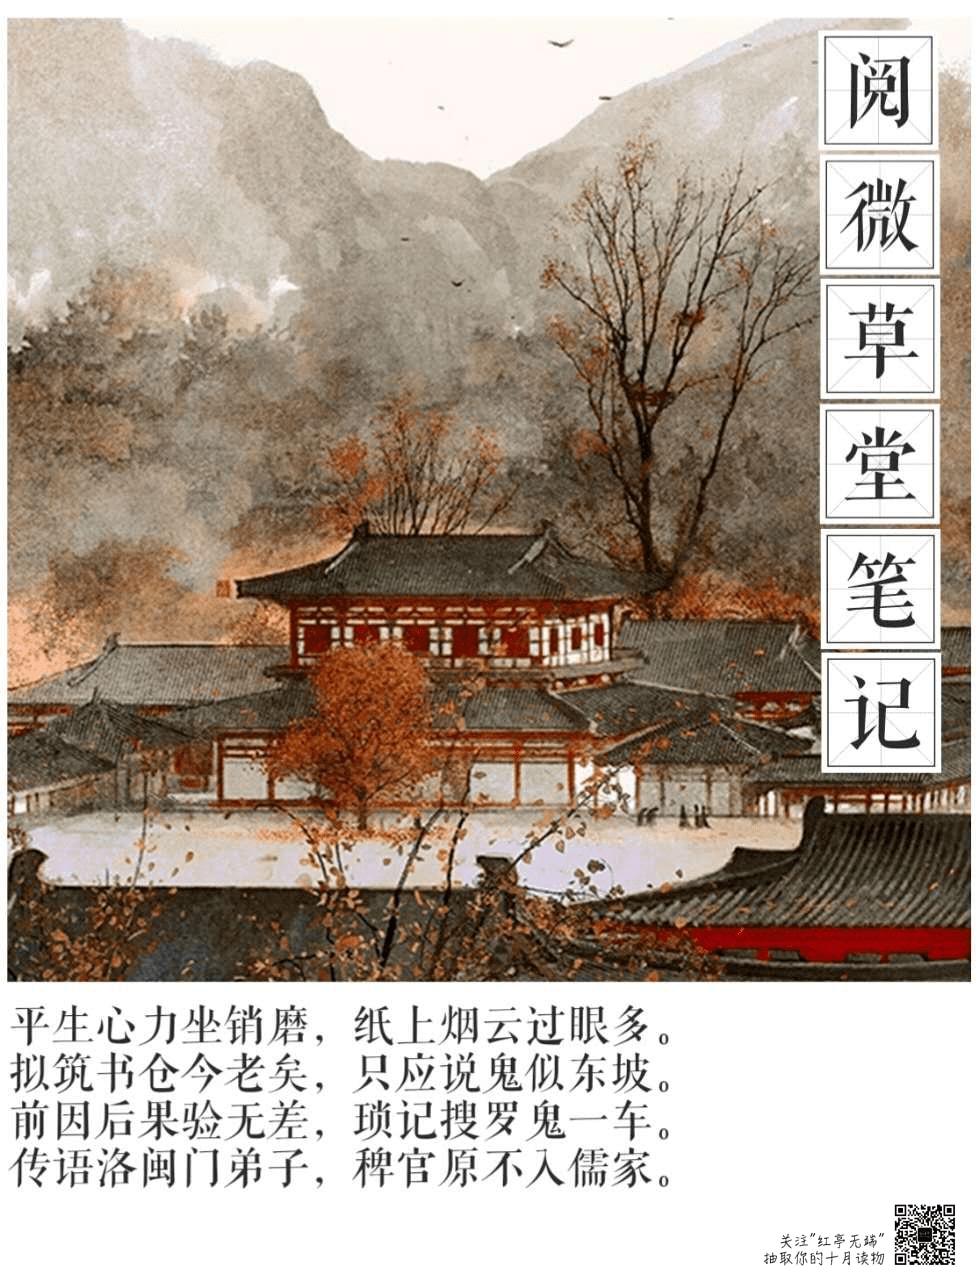 阅微草堂笔记
平生心力坐销磨，纸上烟云过眼多。
拟筑书仓今老矣，只应说鬼似东坡。
前因后果验无差，琐记搜罗鬼一车。
传语洛闽门弟子，稗官原不入儒家。
关注"红亭无端"
抽取你的十月读物